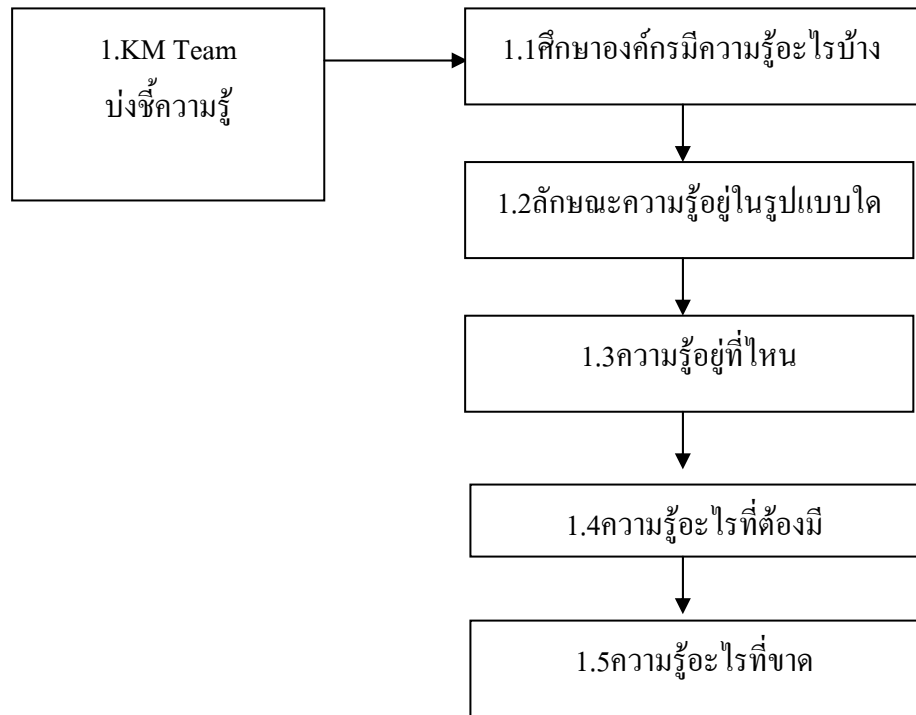 1.KM Team
บ่งชี้ความรู้
1.1ศึกษาองค์กรมีความรู้อะไรบ้าง
1.2ลักษณะความรู้อยู่ในรูปแบบใด
1.3ความรู้อยู่ที่ไหน
1.4ความรู้อะไรที่ต้องมี
1.5ความรู้อะไรที่ขาด